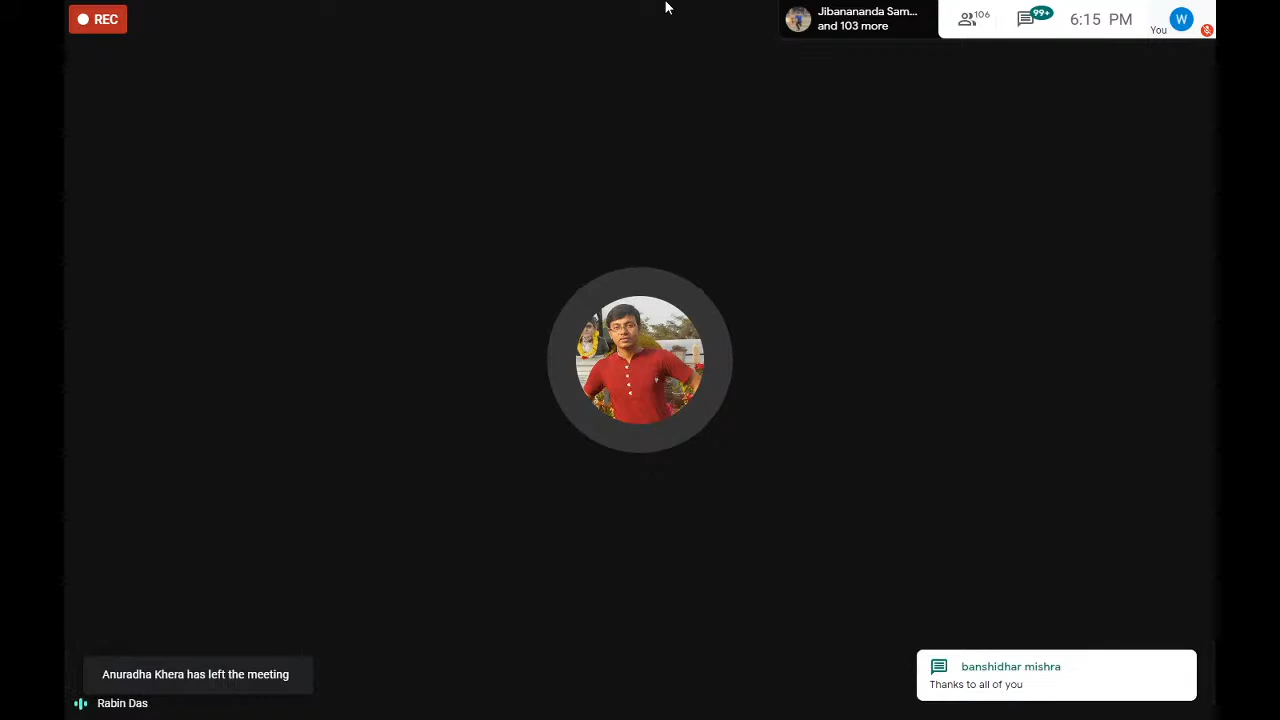 REC
Jibanananda Sam...
and 103 more
106
99+
6:15 PM
You
W
Anuradha Khera has left the meeting
Rabin Das
banshidhar mishra
Thanks to all of you